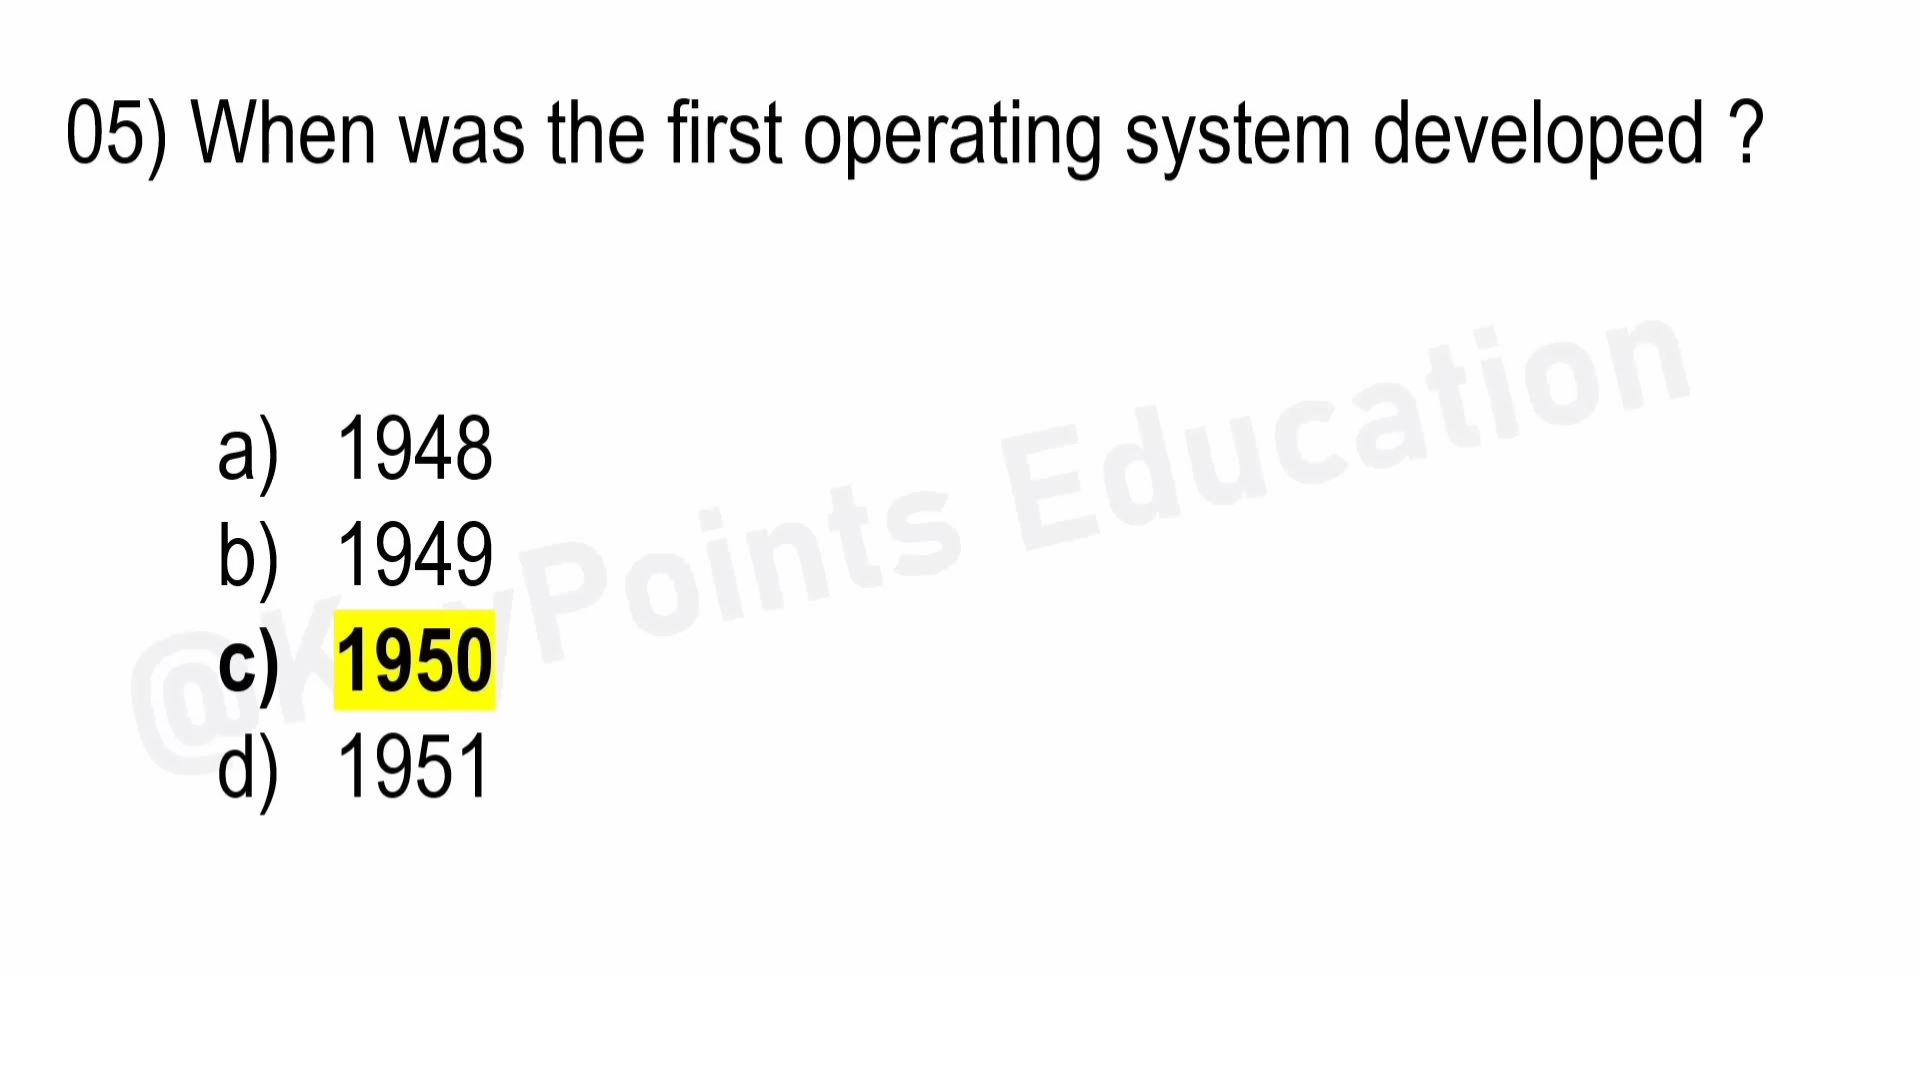 05) When was the first operating system developed ?
a) 1948
b) 1949
c) 1950
d) 1951
@KeyPoints Education